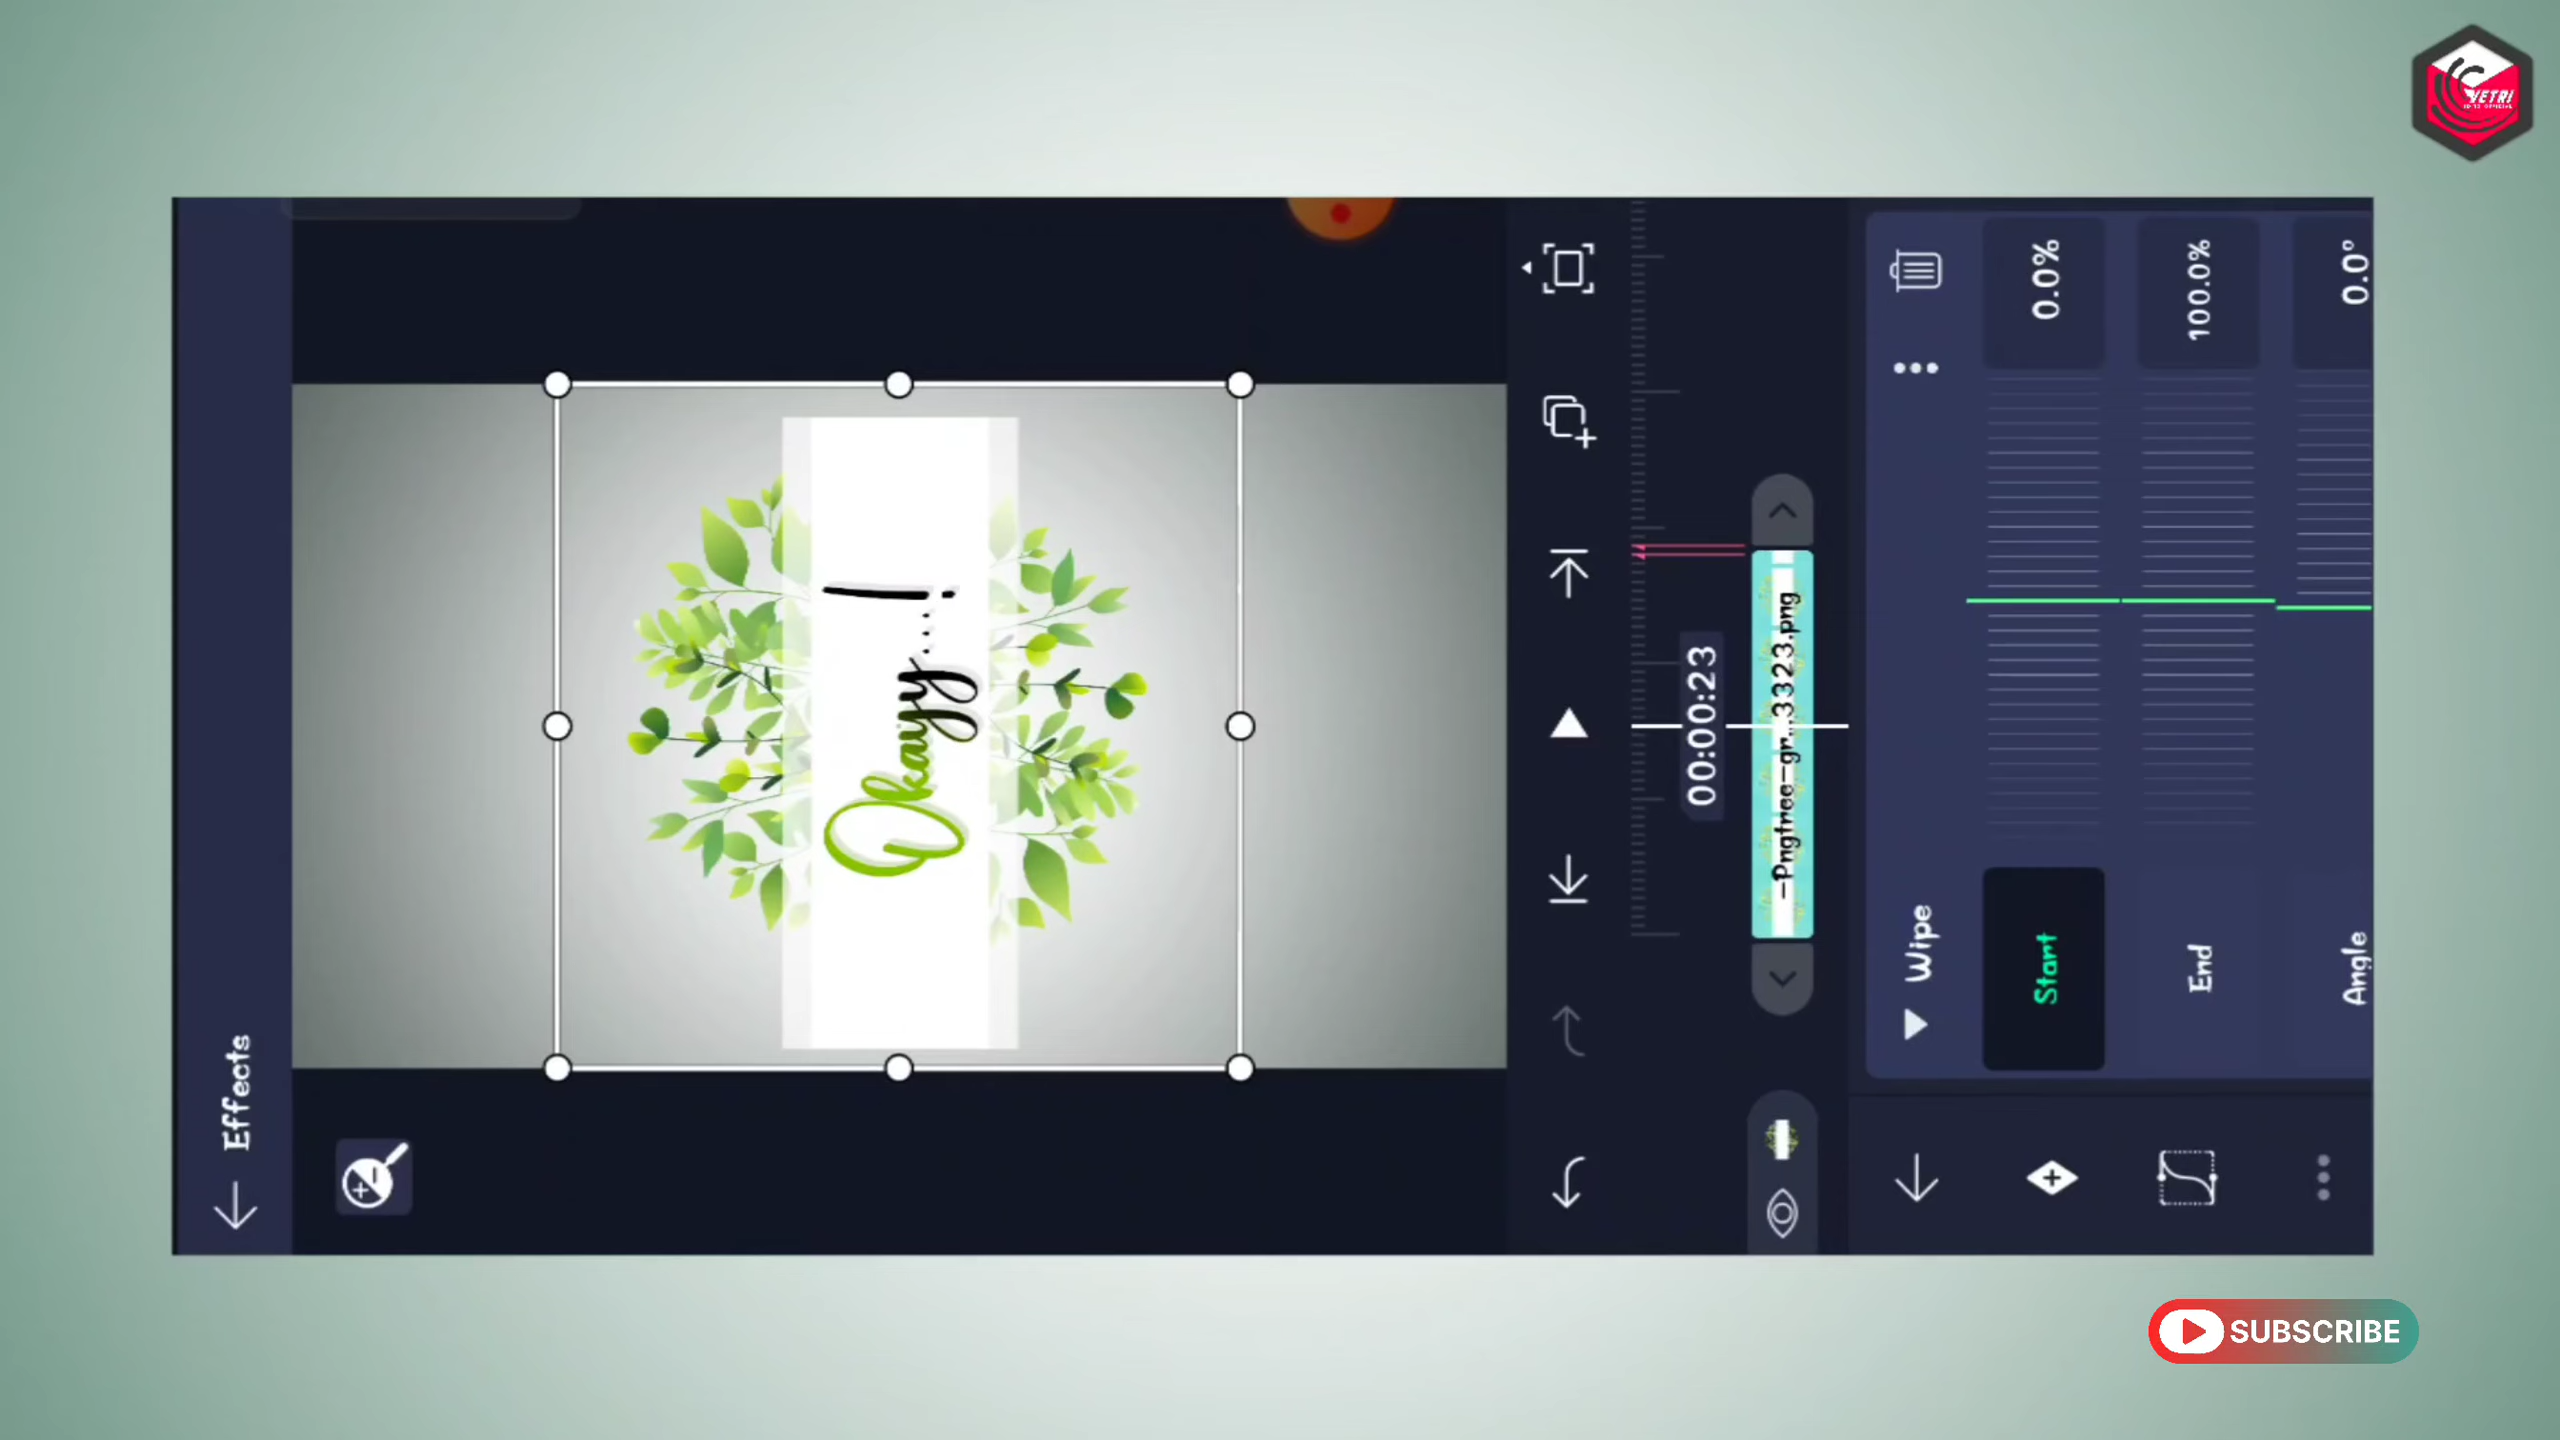 VETRI
← Effects
Okayy....!
00:00:23
-Pngtree-gr...3323.png
Wipe
Start
0.0%
End
100.0%
Angle
0.0°
SUBSCRIBE